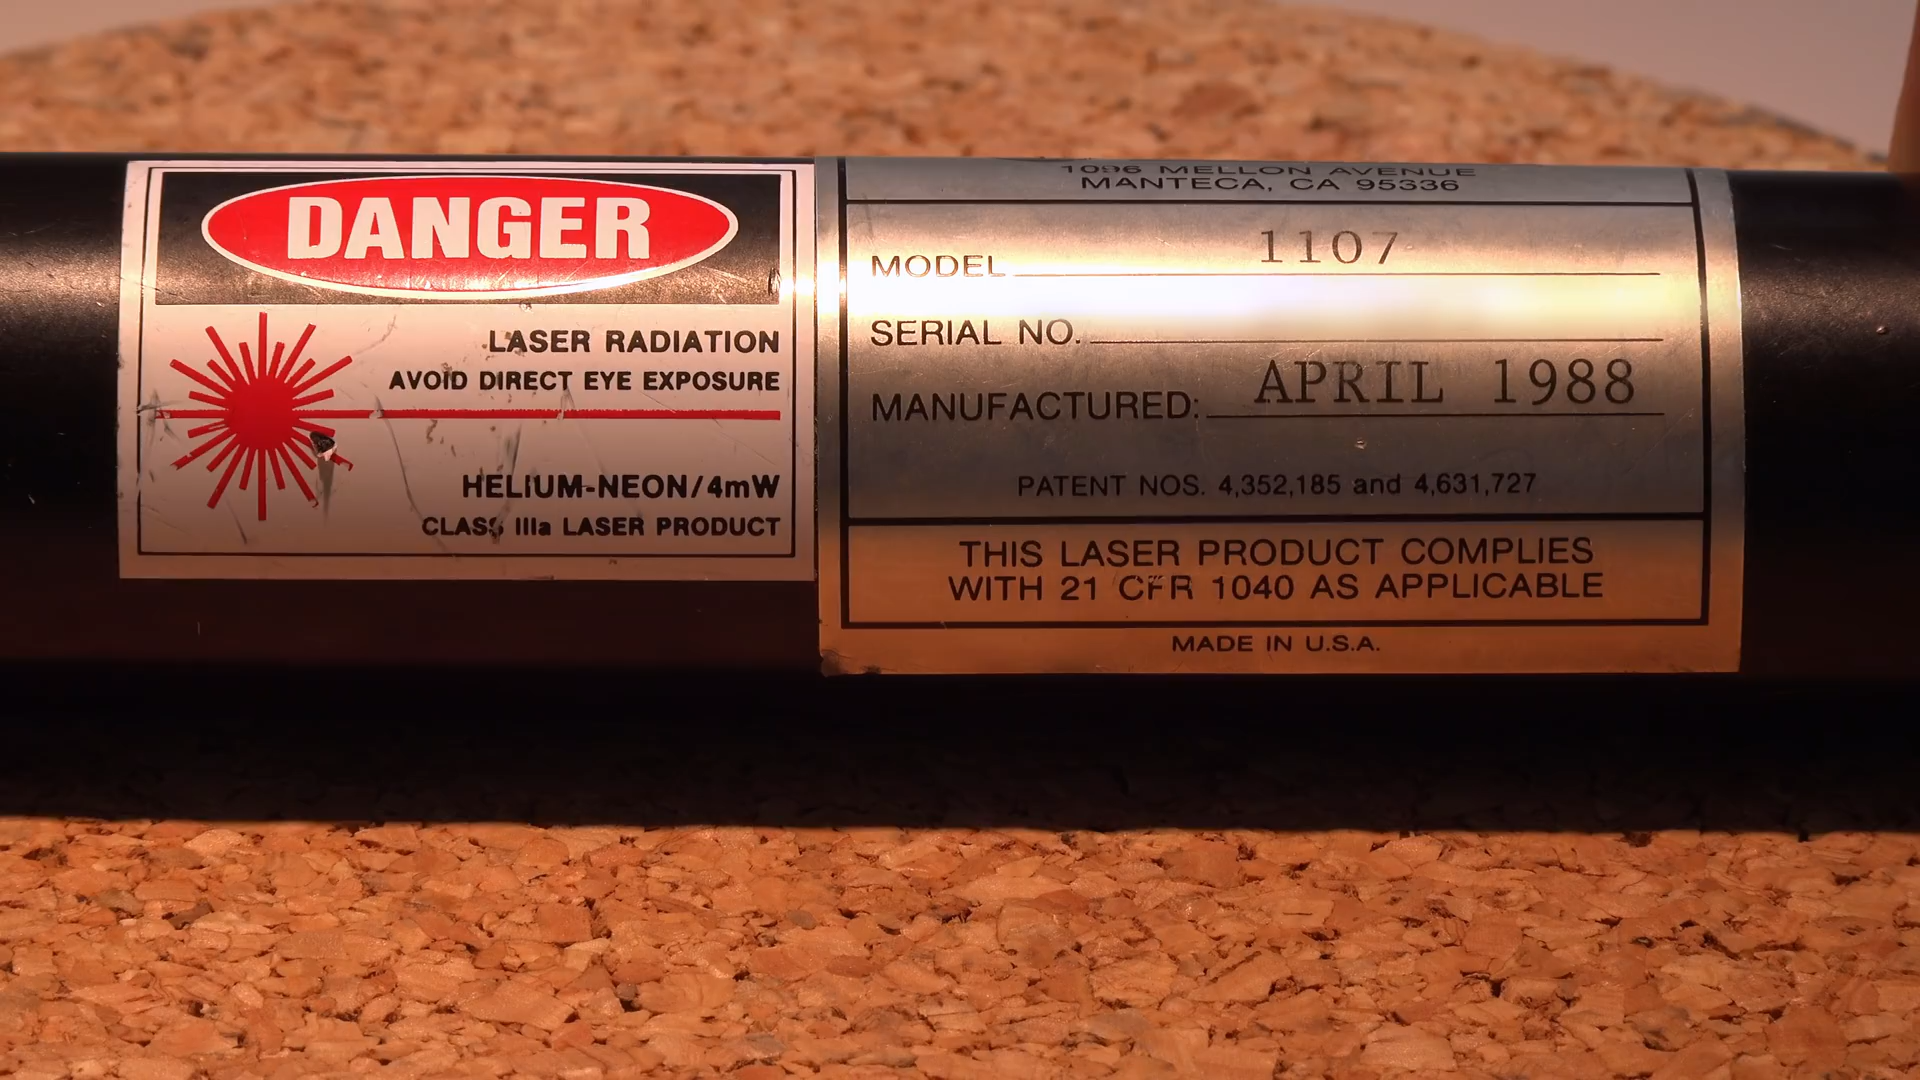 DANGER
LASER RADIATION
AVOID DIRECT EYE EXPOSURE
HELIUM-NEON/4mW
CLASS IIIa LASER PRODUCT
1096 MELLON AVENUE
MANTECA, CA 95336
MODEL 1107
SERIAL NO.
MANUFACTURED: APRIL 1988
PATENT NOS. 4,352,185 and 4,631,727
THIS LASER PRODUCT COMPLIES
WITH 21 CFR 1040 AS APPLICABLE
MADE IN U.S.A.